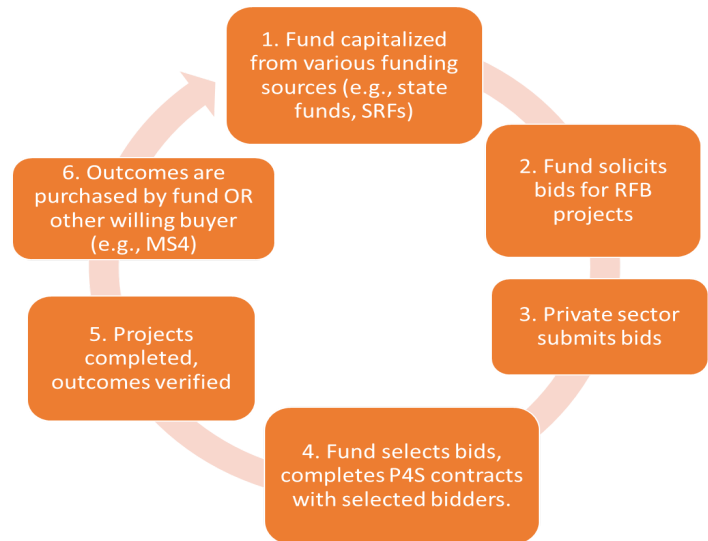 1. Fund capitalized
from various funding
sources (e.g., state
funds, SRFs)
2. Fund solicits
bids for RFB
projects
3. Private sector
submits bids
4. Fund selects bids,
completes P4S contracts
with selected bidders.
5. Projects
completed,
outcomes verified
6. Outcomes are
purchased by fund OR
other willing buyer
(e.g., MS4)